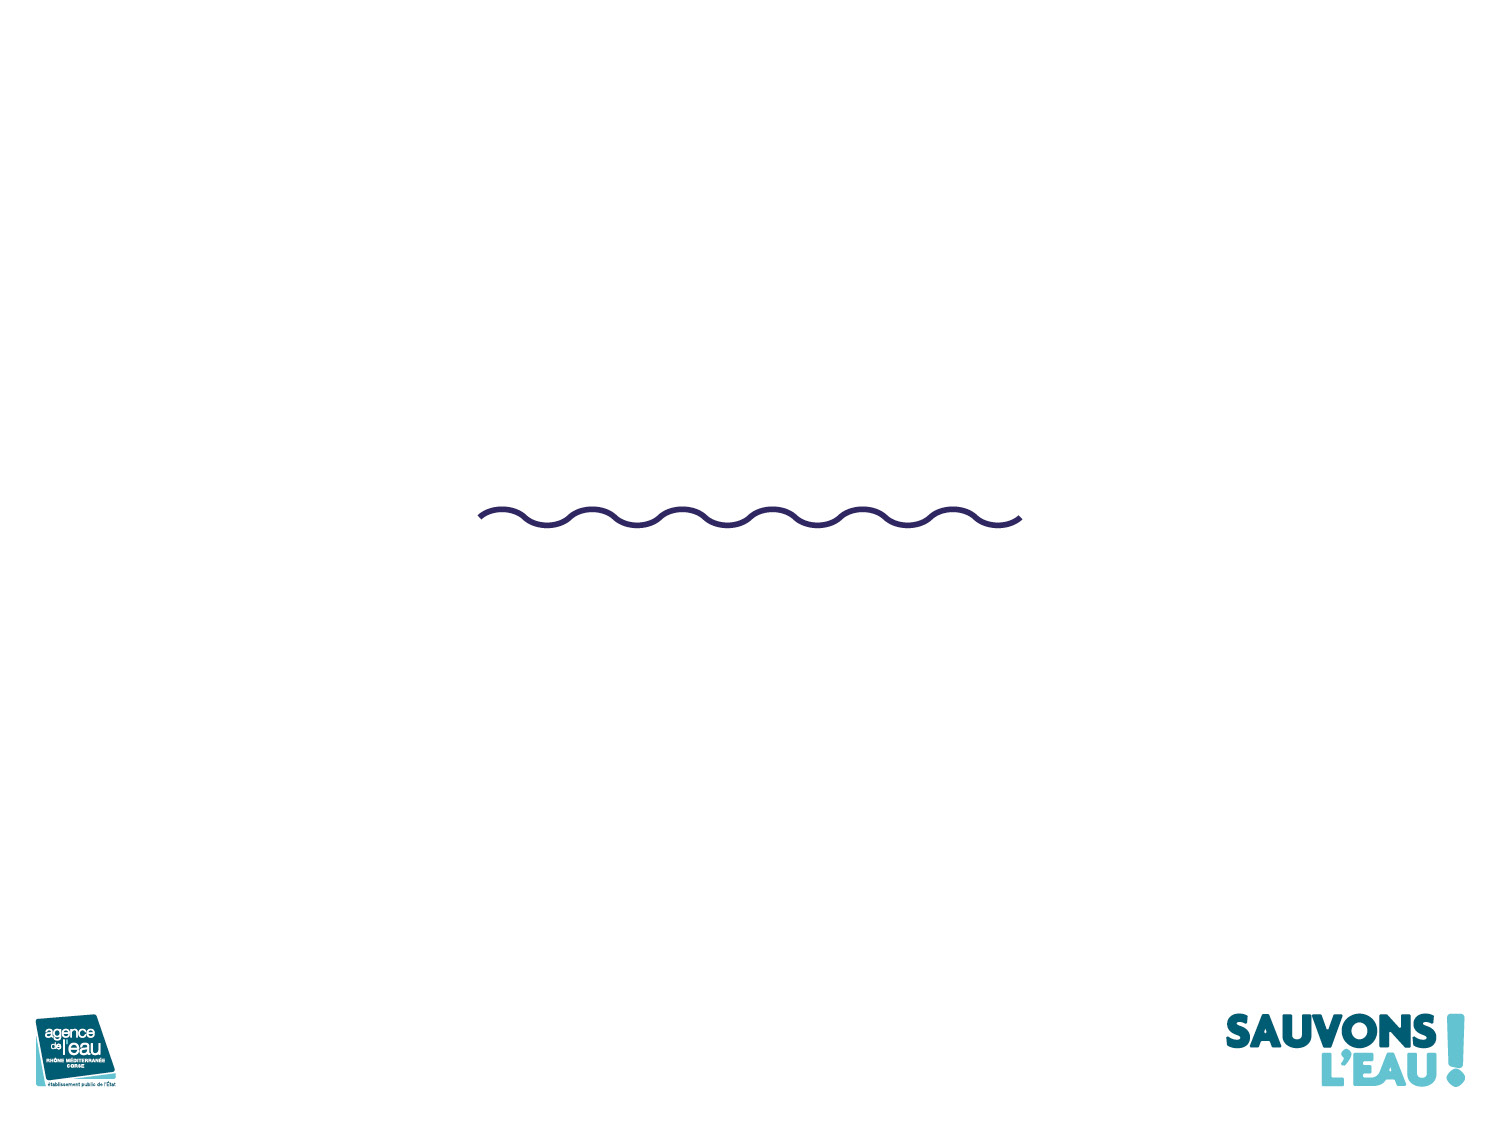 agence
de l'eau
RHÔNE MÉDITERRANÉE
CORSE
établissement public de l'État
SAUVONS
L'EAU !